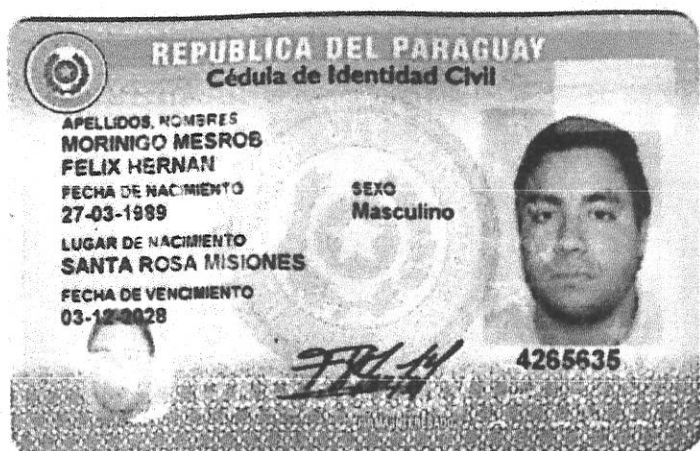 REPUBLICA DEL PARAGUAY
Cédula de Identidad Civil
APELLIDOS, NOMBRES
MORINIGO MESROB
FELIX HERNAN
FECHA DE NACIMIENTO
27-03-1989
SEXO
Masculino
LUGAR DE NACIMIENTO
SANTA ROSA MISIONES
FECHA DE VENCIMIENTO
03-12-2028
4265635